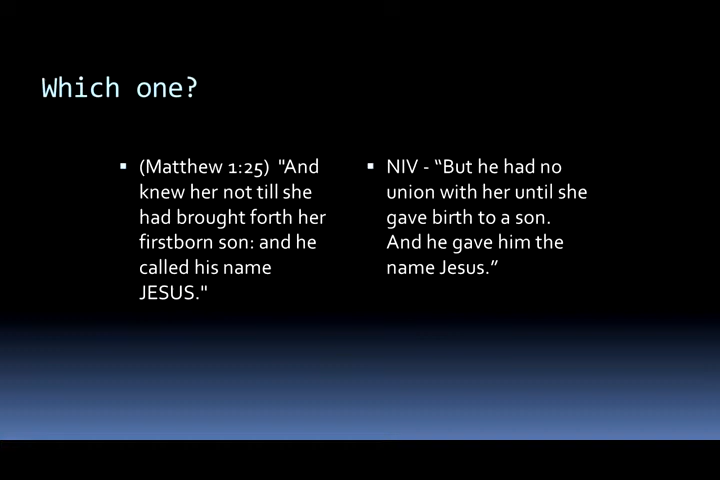 Which one?
(Matthew 1:25)  "And
knew her not till she
had brought forth her
firstborn son: and he
called his name
JESUS."
NIV - “But he had no
union with her until she
gave birth to a son.
And he gave him the
name Jesus.”